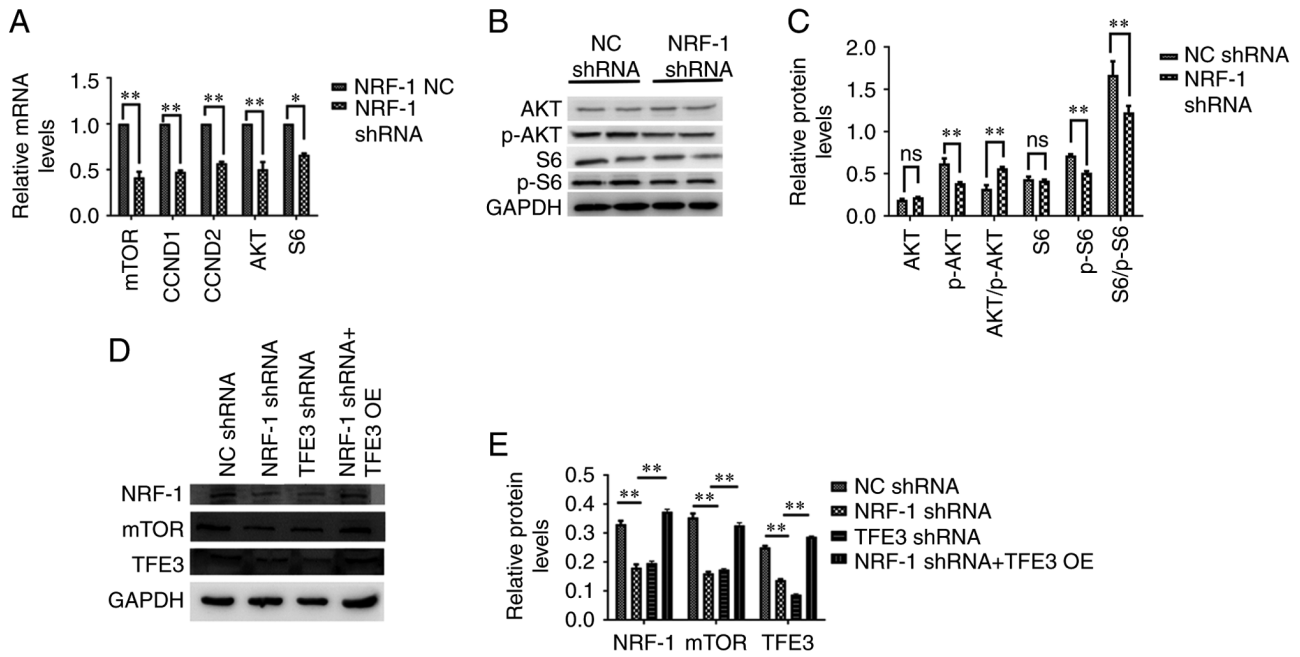 A
Relative mRNA
levels
1.5
1.0
0.5
0.0
**
**
**
**
*
mTOR
CCND1
CCND2
AKT
S6
NRF-1 NC
NRF-1
shRNA
B
NC
shRNA
NRF-1
shRNA
AKT
p-AKT
S6
p-S6
GAPDH
C
Relative protein
levels
2.0
1.5
1.0
0.5
0.0
ns
**
**
ns
**
**
AKT
p-AKT
AKT/p-AKT
S6
p-S6
S6/p-S6
NC shRNA
NRF-1
shRNA
D
NC shRNA
NRF-1 shRNA
TFE3 shRNA
NRF-1 shRNA+
TFE3 OE
NRF-1
mTOR
TFE3
GAPDH
E
Relative protein
levels
0.5
0.4
0.3
0.2
0.1
0.0
**
**
**
**
**
**
NRF-1
mTOR
TFE3
NC shRNA
NRF-1 shRNA
TFE3 shRNA
NRF-1 shRNA+TFE3 OE